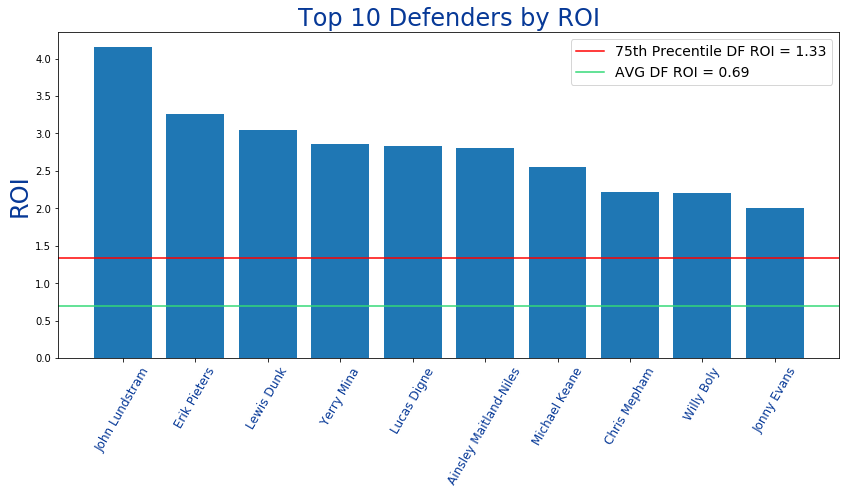 Top 10 Defenders by ROI
75th Precentile DF ROI = 1.33
AVG DF ROI = 0.69
ROI
4.0
3.5
3.0
2.5
2.0
1.5
1.0
0.5
0.0
John Lundstram
Erik Pieters
Lewis Dunk
Yerry Mina
Lucas Digne
Ainsley Maitland-Niles
Michael Keane
Chris Mepham
Willy Boly
Jonny Evans